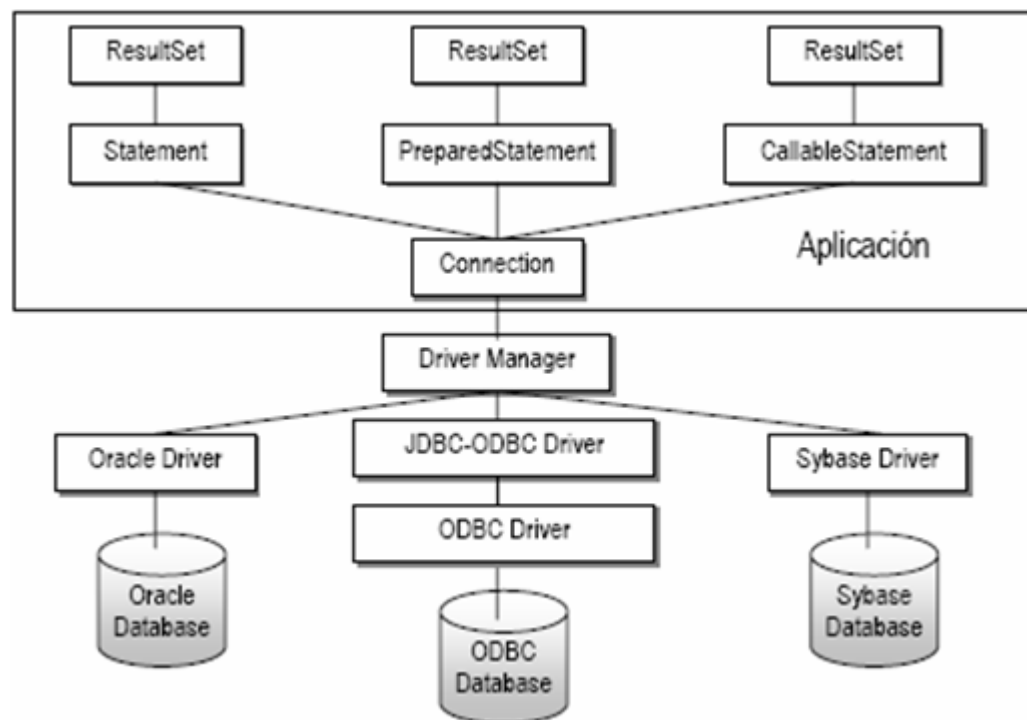 ResultSet
ResultSet
ResultSet
Statement
PreparedStatement
CallableStatement
Connection
Aplicación
Driver Manager
Oracle Driver
JDBC-ODBC Driver
Sybase Driver
ODBC Driver
Oracle
Database
Sybase
Database
ODBC
Database